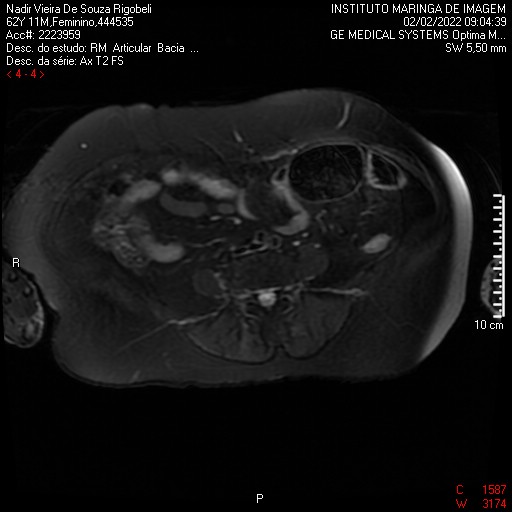 Nadir Vieira De Souza Rigobeli
62Y 11M,Feminino,444535
Acc#: 2223959
Desc. do estudo: RM Articular Bacia ...
Desc. da série: Ax T2 FS
< 4 - 4 >
INSTITUTO MARINGA DE IMAGEM
02/02/2022 09:04:39
GE MEDICAL SYSTEMS Optima M...
SW 5,50 mm
R
10 cm
P
C 1587
W 3174